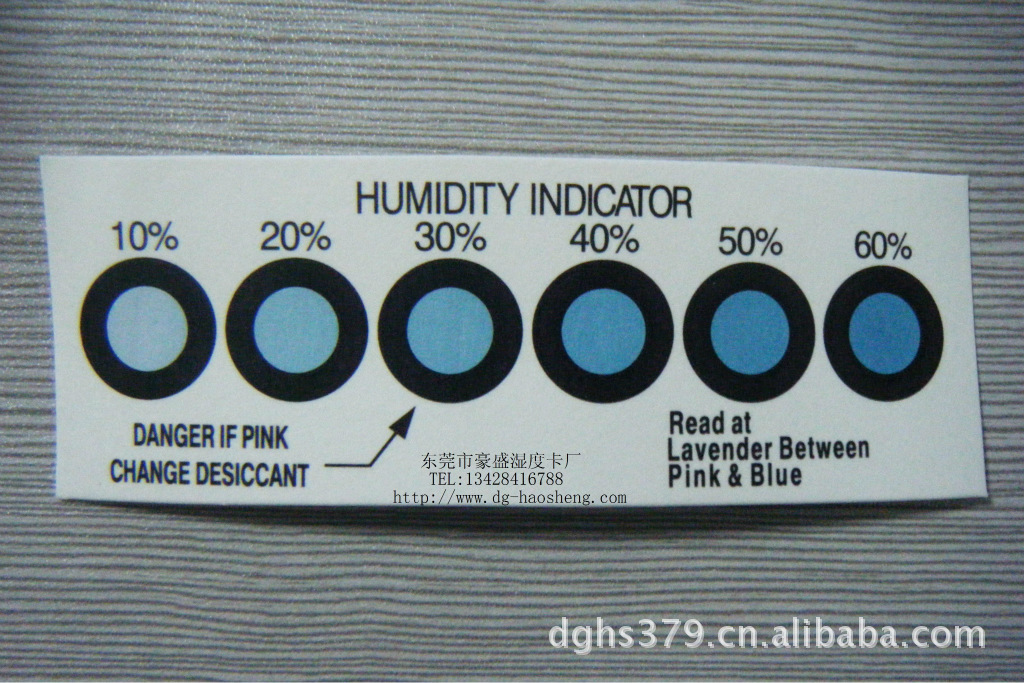 HUMIDITY INDICATOR
10% 20% 30% 40% 50% 60%
DANGER IF PINK
CHANGE DESICCANT
Read at
Lavender Between
Pink & Blue
东莞市豪盛湿度卡厂
TEL:13428416788
http://www.dg-haosheng.com
dghs379.cn.alibaba.com